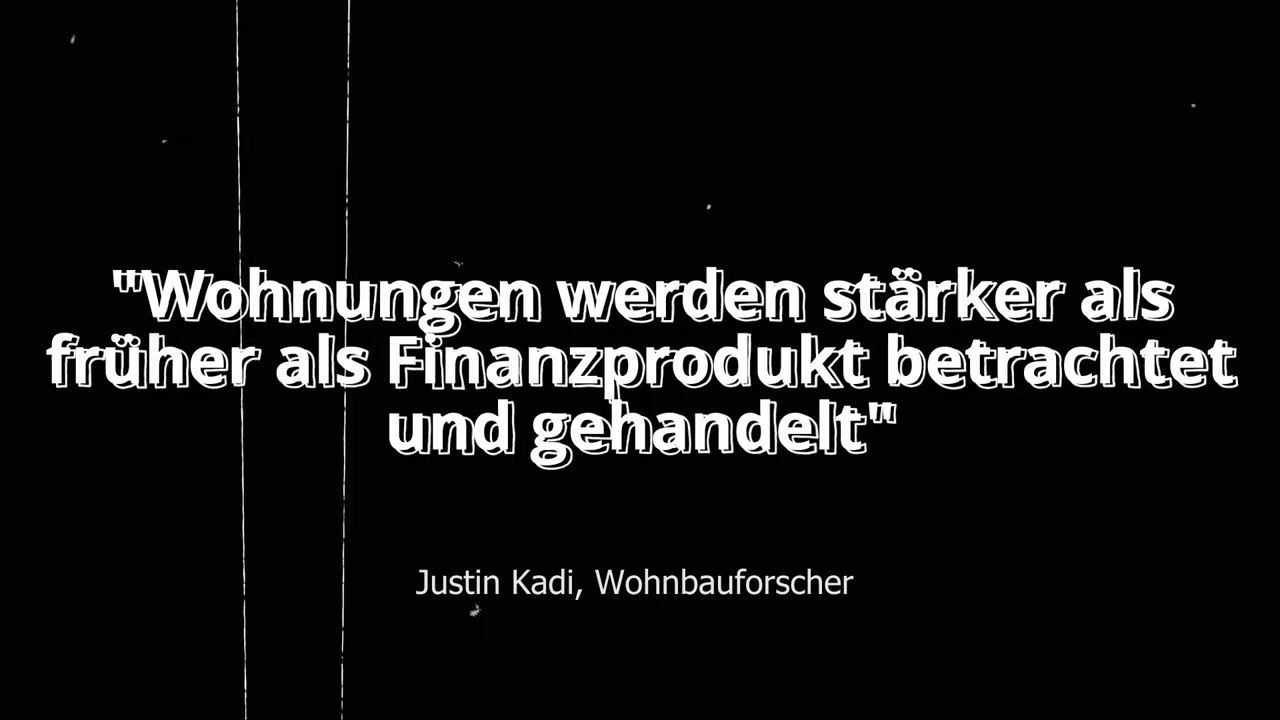 "Wohnungen werden stärker als
früher als Finanzprodukt betrachtet
und gehandelt"
Justin Kadi, Wohnbauforscher